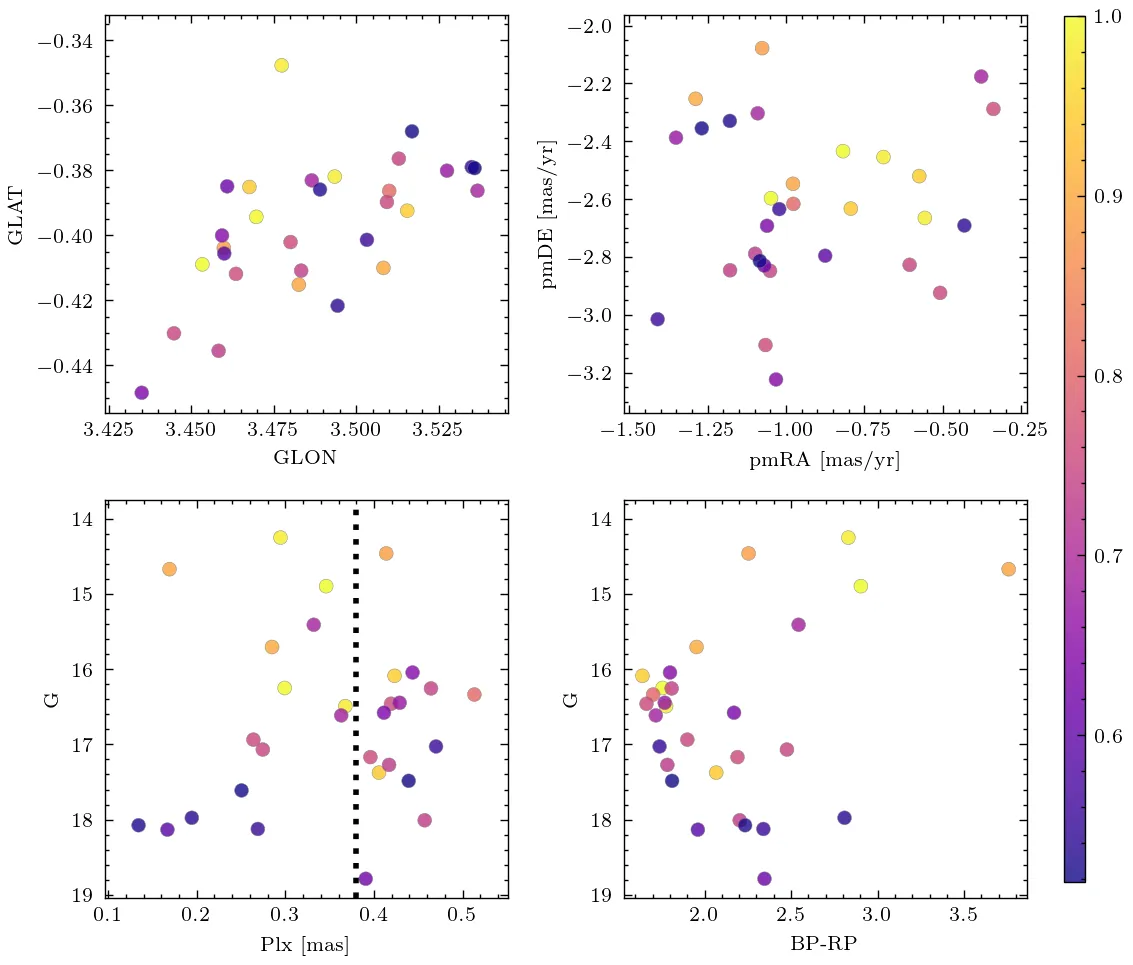 −0.34
−0.36
−0.38
−0.40
−0.42
−0.44
GLAT
3.425 3.450 3.475 3.500 3.525
GLON
−2.0
−2.2
−2.4
−2.6
−2.8
−3.0
−3.2
pmDE [mas/yr]
−1.50 −1.25 −1.00 −0.75 −0.50 −0.25
pmRA [mas/yr]
14
15
16
17
18
19
G
0.1 0.2 0.3 0.4 0.5
Plx [mas]
14
15
16
17
18
19
G
2.0 2.5 3.0 3.5
BP-RP
1.0
0.9
0.8
0.7
0.6